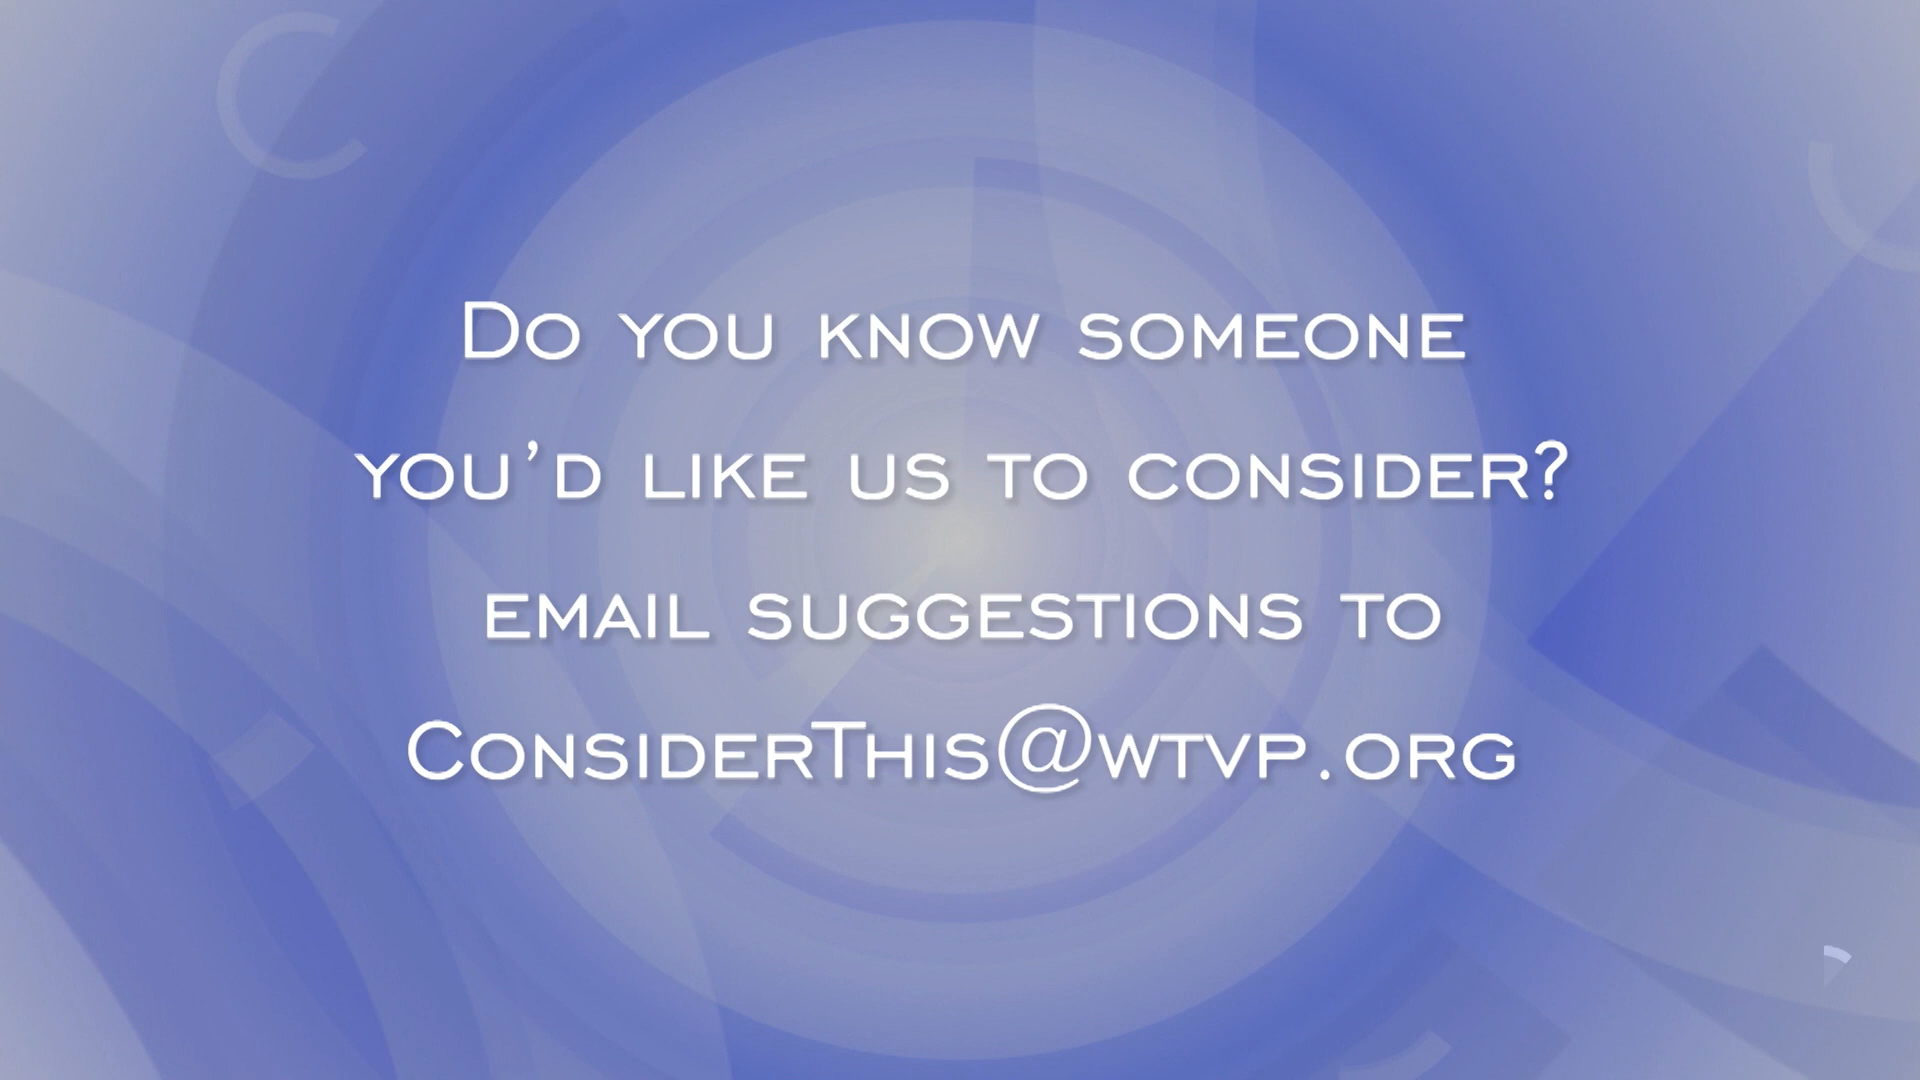 Do you know someone
you'd like us to consider?
email suggestions to
ConsiderThis@wtvp.org